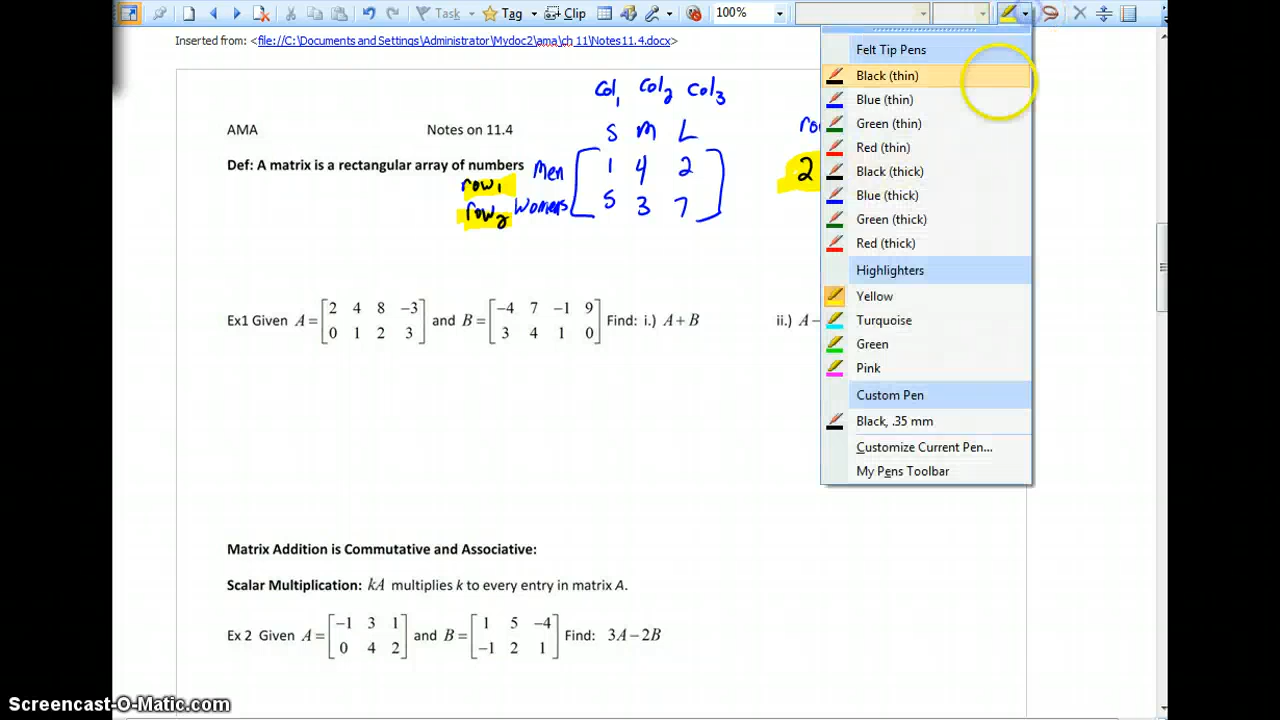 Task Tag Clip 100%
Inserted from: <file://C:\Documents and Settings\Administrator\Mydoc2\ama\ch 11\Notes11.4.docx>
Felt Tip Pens
Black (thin)
Blue (thin)
Green (thin)
Red (thin)
Black (thick)
Blue (thick)
Green (thick)
Red (thick)
Highlighters
Yellow
Turquoise
Green
Pink
Custom Pen
Black, .35 mm
Customize Current Pen...
My Pens Toolbar
Col1 Col2 Col3
AMA Notes on 11.4 S M L
Def: A matrix is a rectangular array of numbers men 1 4 2 2
row1
row2 Womens 5 3 7
Ex1 Given A = [2 4 8 −3 and B = [−4 7 −1 9 Find: i.) A + B ii.) A −
0 1 2 3] 3 4 1 0]
Matrix Addition is Commutative and Associative:
Scalar Multiplication: kA multiplies k to every entry in matrix A.
Ex 2 Given A = [−1 3 1 and B = [1 5 −4 Find: 3A − 2B
0 4 2] −1 2 1]
Screencast-O-Matic.com